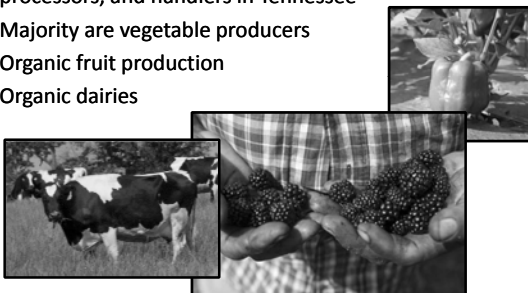 processors, and handlers in Tennessee
Majority are vegetable producers
Organic fruit production
Organic dairies